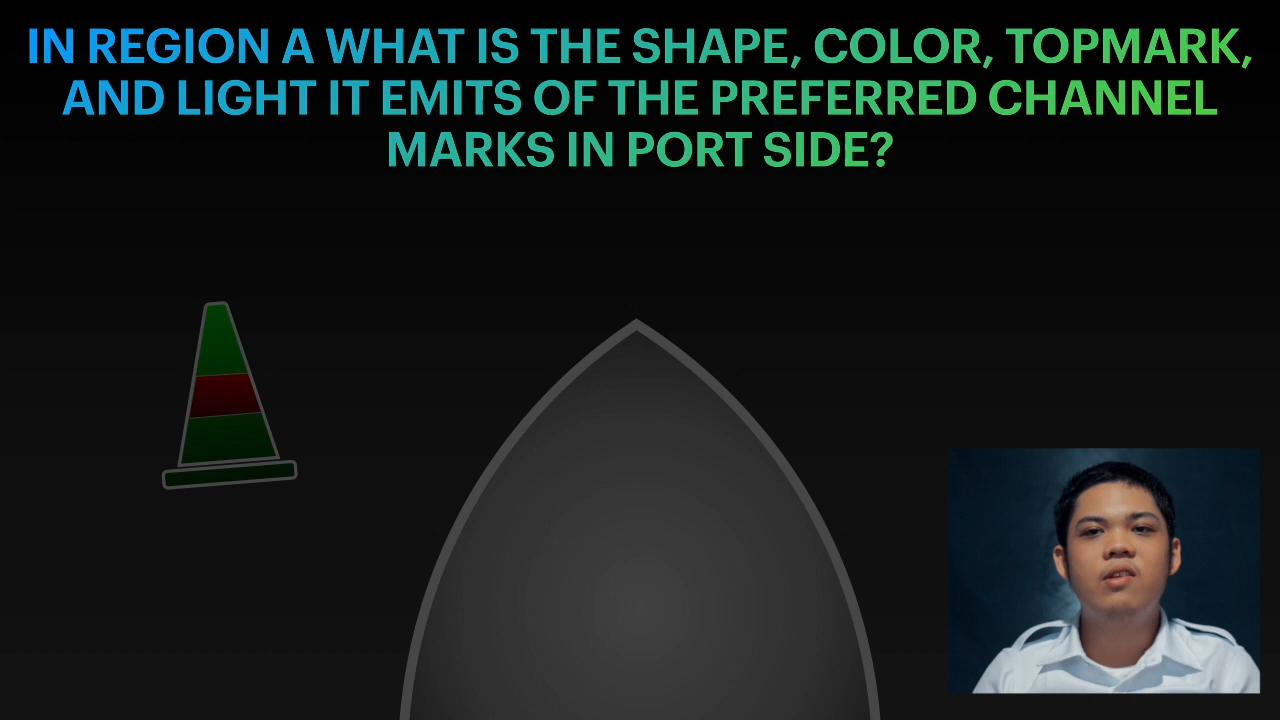 IN REGION A WHAT IS THE SHAPE, COLOR, TOPMARK,
AND LIGHT IT EMITS OF THE PREFERRED CHANNEL
MARKS IN PORT SIDE?